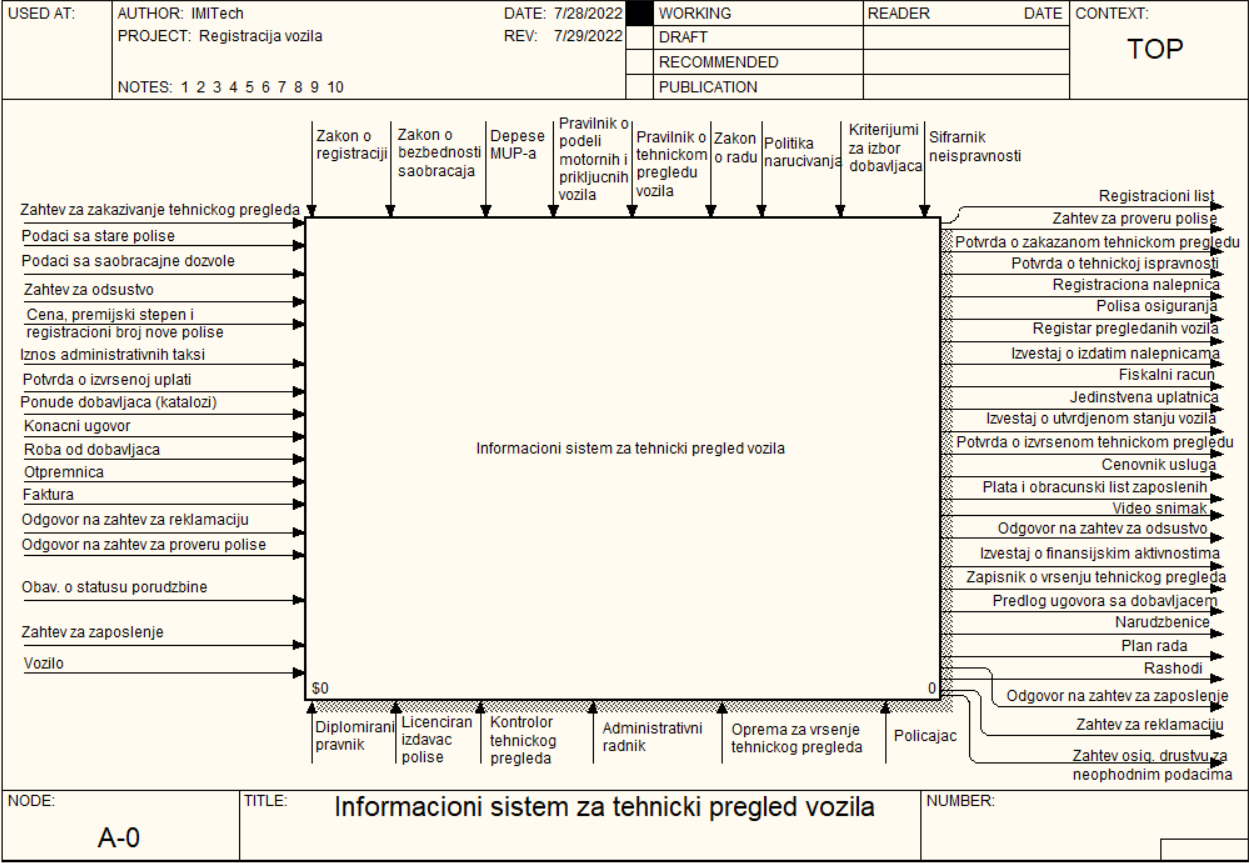 USED AT:
AUTHOR: IMITech
DATE: 7/28/2022
PROJECT: Registracija vozila
REV: 7/29/2022
NOTES: 1 2 3 4 5 6 7 8 9 10
WORKING
DRAFT
RECOMMENDED
PUBLICATION
READER
DATE
CONTEXT:
TOP
Zakon o
registraciji
Zakon o
bezbednosti
saobracaja
Depese
MUP-a
Pravilnik o
podeli
motornih i
prikljucnih
vozila
Pravilnik o
tehnickom
pregledu
vozila
Zakon
o radu
Politika
narucivanja
Kriterijumi
za izbor
dobavljaca
Sifrarnik
neispravnosti
Zahtev za zakazivanje tehnickog pregleda
Podaci sa stare polise
Podaci sa saobracajne dozvole
Zahtev za odsustvo
Cena, premijski stepen i
registracioni broj nove polise
Iznos administrativnih taksi
Potvrda o izvrsenoj uplati
Ponude dobavljaca (katalozi)
Konacni ugovor
Roba od dobavljaca
Otpremnica
Faktura
Odgovor na zahtev za reklamaciju
Odgovor na zahtev za proveru polise
Obav. o statusu porudzbine
Zahtev za zaposlenje
Vozilo
Informacioni sistem za tehnicki pregled vozila
$0
0
Registracioni list
Zahtev za proveru polise
Potvrda o zakazanom tehnickom pregledu
Potvrda o tehnickoj ispravnosti
Registraciona nalepnica
Polisa osiguranja
Registar pregledanih vozila
Izvestaj o izdatim nalepnicama
Fiskalni racun
Jedinstvena uplatnica
Izvestaj o utvrdjenom stanju vozila
Potvrda o izvrsenom tehnickom pregledu
Cenovnik usluga
Plata i obracunski list zaposlenih
Video snimak
Odgovor na zahtev za odsustvo
Izvestaj o finansijskim aktivnostima
Zapisnik o vrsenju tehnickog pregleda
Predlog ugovora sa dobavljacem
Narudzbenice
Plan rada
Rashodi
Odgovor na zahtev za zaposlenje
Zahtev za reklamaciju
Zahtev osig. drustvu za
neophodnim podacima
Diplomirani
pravnik
Licenciran
izdavac
polise
Kontrolor
tehnickog
pregleda
Administrativni
radnik
Oprema za vrsenje
tehnickog pregleda
Policajac
NODE:
A-0
TITLE:
Informacioni sistem za tehnicki pregled vozila
NUMBER: